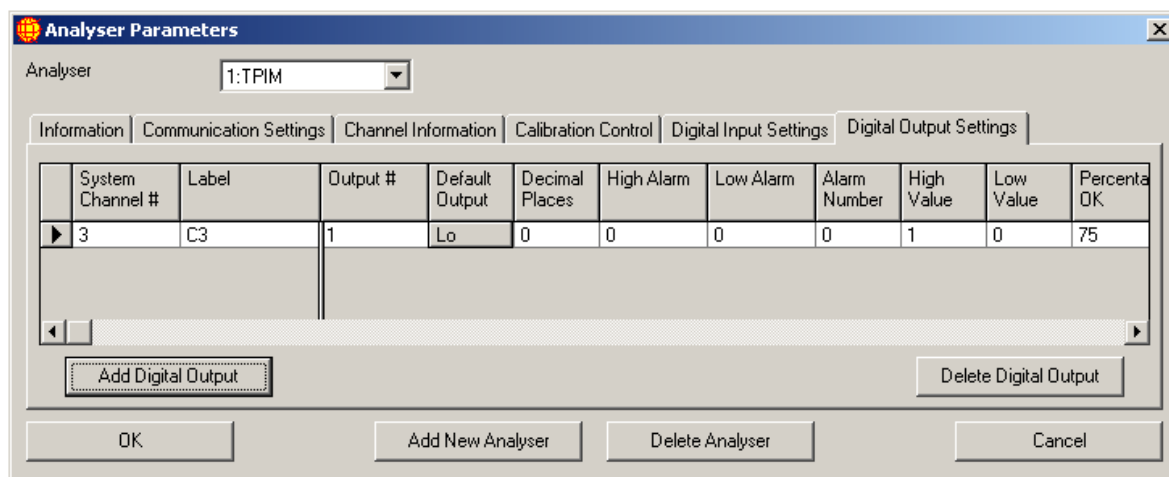 Analyser Parameters
Analyser 1:TPIM
Information Communication Settings Channel Information Calibration Control Digital Input Settings Digital Output Settings
System Channel # Label Output # Default Output Decimal Places High Alarm Low Alarm Alarm Number High Value Low Value Percenta OK
3 C3 1 Lo 0 0 0 0 1 0 75
Add Digital Output Delete Digital Output
OK Add New Analyser Delete Analyser Cancel